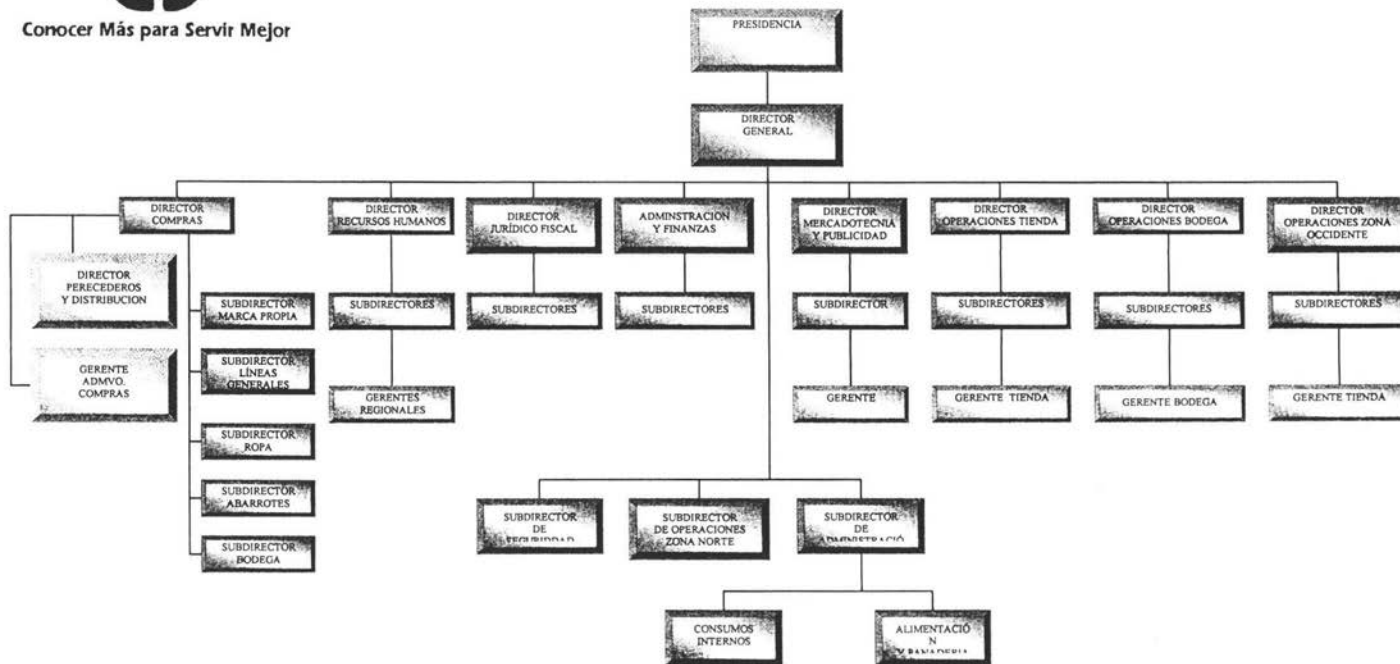 Conocer Más para Servir Mejor
PRESIDENCIA
DIRECTOR
GENERAL
DIRECTOR
COMPRAS
DIRECTOR
RECURSOS HUMANOS
DIRECTOR
JURÍDICO FISCAL
ADMINSTRACION
Y FINANZAS
DIRECTOR
MERCADOTECNIA
Y PUBLICIDAD
DIRECTOR
OPERACIONES TIENDA
DIRECTOR
OPERACIONES BODEGA
DIRECTOR
OPERACIONES ZONA
OCCIDENTE
DIRECTOR
PERECEDEROS
Y DISTRIBUCION
GERENTE
ADMVO.
COMPRAS
SUBDIRECTOR
MARCA PROPIA
SUBDIRECTOR
LÍNEAS
GENERALES
SUBDIRECTOR
ROPA
SUBDIRECTOR
ABARROTES
SUBDIRECTOR
BODEGA
SUBDIRECTORES
GERENTES
REGIONALES
SUBDIRECTORES
SUBDIRECTORES
SUBDIRECTOR
GERENTE
SUBDIRECTORES
GERENTE TIENDA
SUBDIRECTORES
GERENTE BODEGA
SUBDIRECTORES
GERENTE TIENDA
SUBDIRECTOR
DE
SEGURIDAD
SUBDIRECTOR
DE OPERACIONES
ZONA NORTE
SUBDIRECTOR
DE
ADMINISTRACIÓ
CONSUMOS
INTERNOS
ALIMENTACIÓ
N
Y PANADERIA